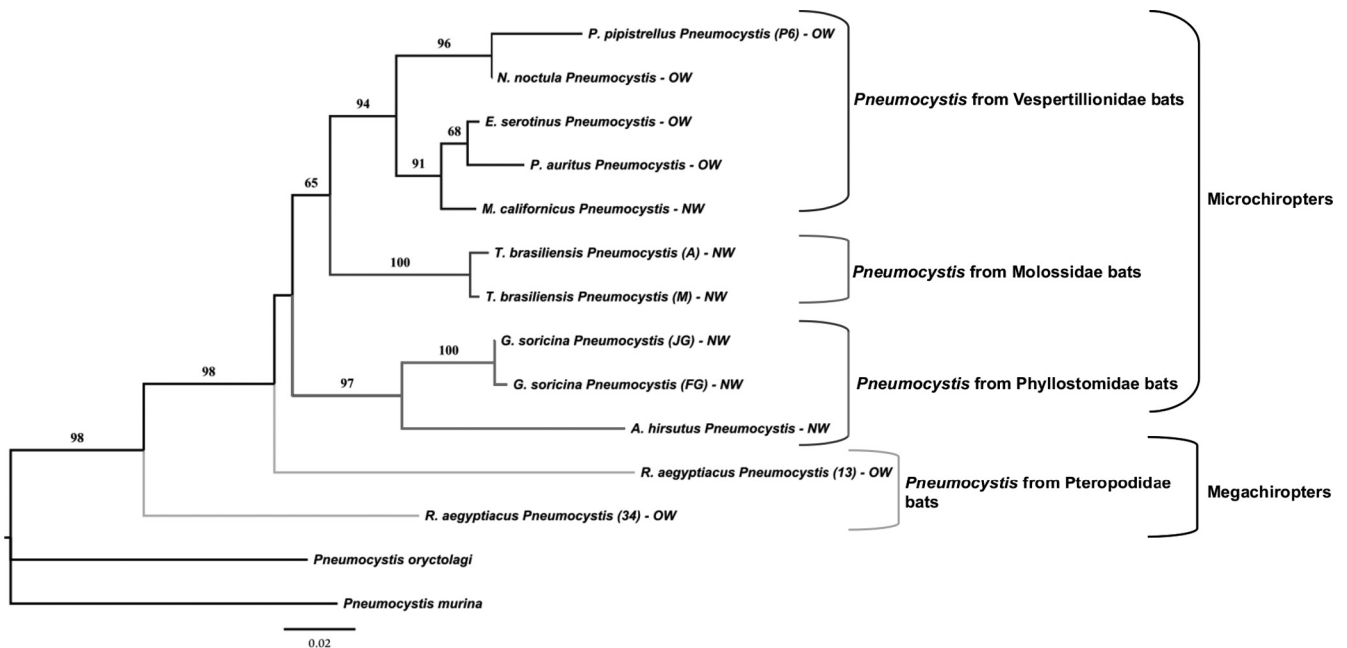 96
P. pipistrellus Pneumocystis (P6) - OW
N. noctula Pneumocystis - OW
94
E. serotinus Pneumocystis - OW
68
P. auritus Pneumocystis - OW
91
M. californicus Pneumocystis - NW
Pneumocystis from Vespertillionidae bats
65
T. brasiliensis Pneumocystis (A) - NW
100
T. brasiliensis Pneumocystis (M) - NW
Pneumocystis from Molossidae bats
Microchiropters
G. soricina Pneumocystis (JG) - NW
100
G. soricina Pneumocystis (FG) - NW
97
A. hirsutus Pneumocystis - NW
Pneumocystis from Phyllostomidae bats
98
R. aegyptiacus Pneumocystis (13) - OW
98
R. aegyptiacus Pneumocystis (34) - OW
Pneumocystis from Pteropodidae
bats
Megachiropters
Pneumocystis oryctolagi
Pneumocystis murina
0.02